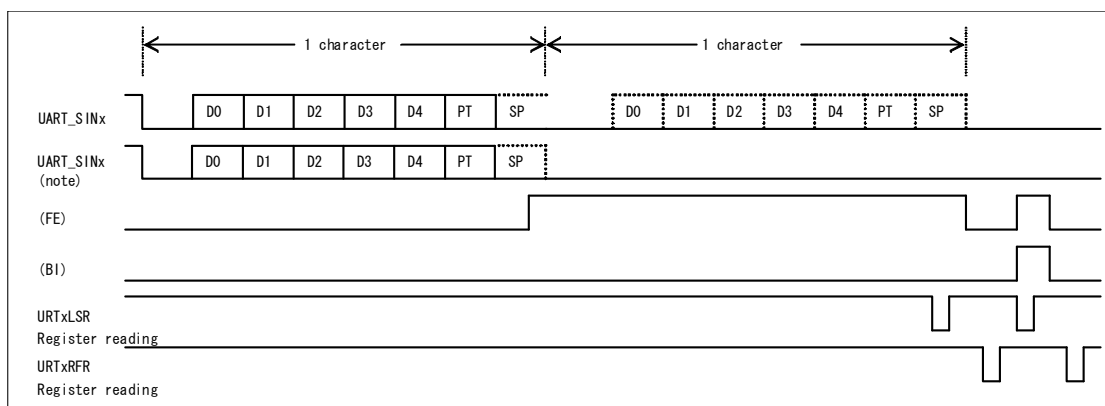 1 character 1 character
UART_SINx D0 D1 D2 D3 D4 PT SP D0 D1 D2 D3 D4 PT SP
UART_SINx D0 D1 D2 D3 D4 PT SP
(note)
(FE)
(BI)
URTxLSR
Register reading
URTxRFR
Register reading